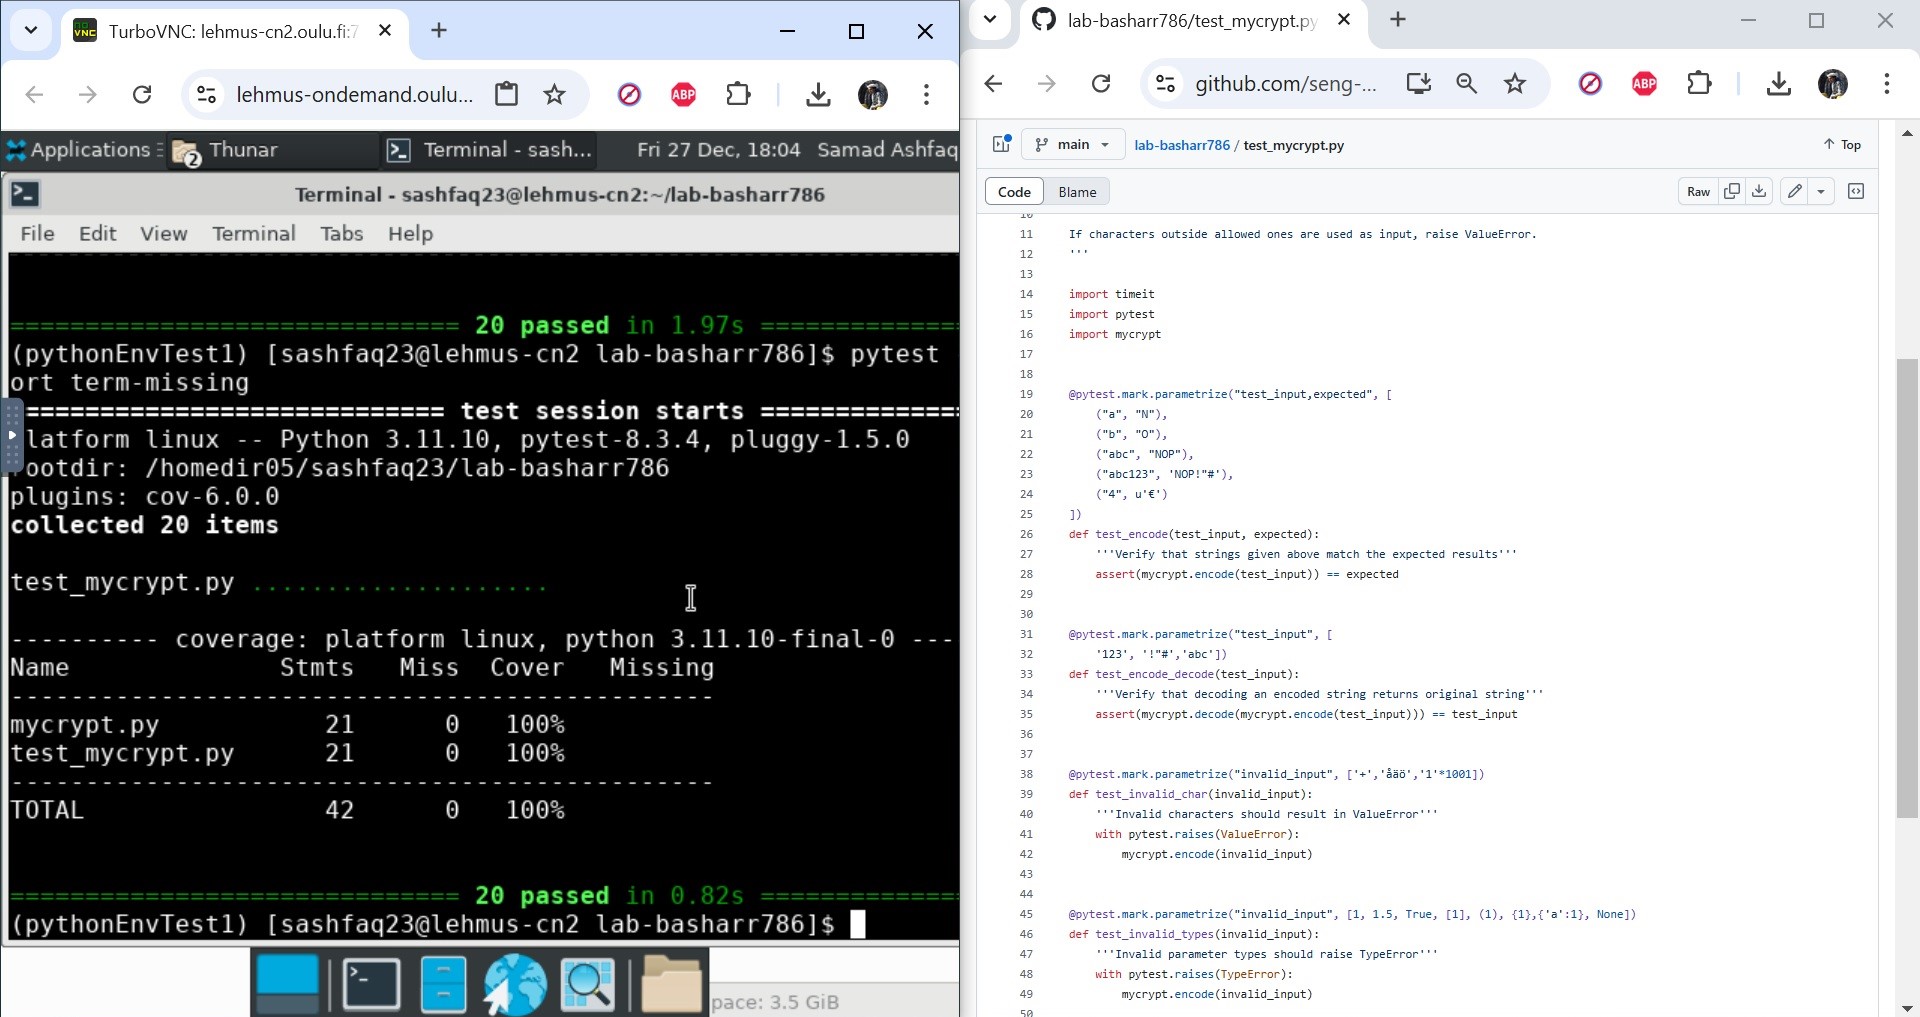 TurboVNC: lehmus-cn2.oulu.fi:7
lehmus-ondemand.oulu...
ABP
Applications
2
Thunar
Terminal - sash...
Fri 27 Dec, 18:04
Samad Ashfaq
Terminal - sashfaq23@lehmus-cn2:~/lab-basharr786
File Edit View Terminal Tabs Help
============================== 20 passed in 1.97s ==============
(pythonEnvTest1) [sashfaq23@lehmus-cn2 lab-basharr786]$ pytest
ort term-missing
============================ test session starts ==============
latform linux -- Python 3.11.10, pytest-8.3.4, pluggy-1.5.0
ootdir: /homedir05/sashfaq23/lab-basharr786
plugins: cov-6.0.0
collected 20 items
test_mycrypt.py ....................
---------- coverage: platform linux, python 3.11.10-final-0 ---
Name Stmts Miss Cover Missing
-----------------------------------------------
mycrypt.py 21 0 100%
test_mycrypt.py 21 0 100%
-----------------------------------------------
TOTAL 42 0 100%
============================== 20 passed in 0.82s ==============
(pythonEnvTest1) [sashfaq23@lehmus-cn2 lab-basharr786]$
pace: 3.5 GiB
lab-basharr786/test_mycrypt.py
github.com/seng-...
ABP
main
lab-basharr786 / test_mycrypt.py
Top
Code
Blame
Raw
10
11 If characters outside allowed ones are used as input, raise ValueError.
12 '''
13
14 import timeit
15 import pytest
16 import mycrypt
17
18
19 @pytest.mark.parametrize("test_input,expected", [
20 ("a", "N"),
21 ("b", "O"),
22 ("abc", "NOP"),
23 ("abc123", 'NOP!"#'),
24 ("4", u'€')
25 ])
26 def test_encode(test_input, expected):
27 '''Verify that strings given above match the expected results'''
28 assert(mycrypt.encode(test_input)) == expected
29
30
31 @pytest.mark.parametrize("test_input", [
32 '123', '!"#','abc'])
33 def test_encode_decode(test_input):
34 '''Verify that decoding an encoded string returns original string'''
35 assert(mycrypt.decode(mycrypt.encode(test_input))) == test_input
36
37
38 @pytest.mark.parametrize("invalid_input", ['+','åäö','1'*1001])
39 def test_invalid_char(invalid_input):
40 '''Invalid characters should result in ValueError'''
41 with pytest.raises(ValueError):
42 mycrypt.encode(invalid_input)
43
44
45 @pytest.mark.parametrize("invalid_input", [1, 1.5, True, [1], (1), {1},{'a':1}, None])
46 def test_invalid_types(invalid_input):
47 '''Invalid parameter types should raise TypeError'''
48 with pytest.raises(TypeError):
49 mycrypt.encode(invalid_input)
50